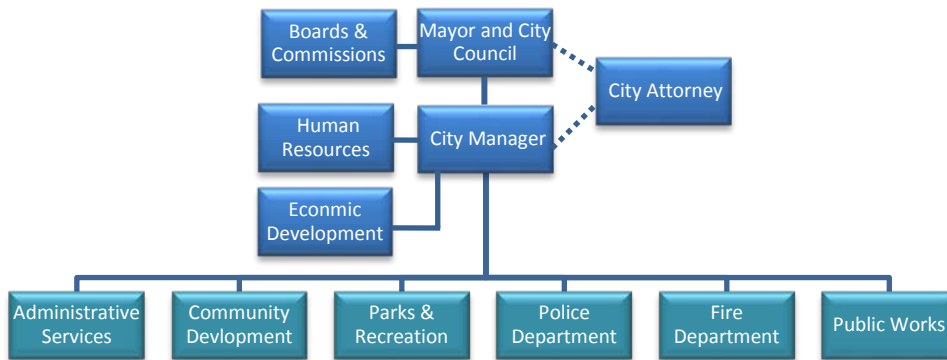 Boards &
Commissions
Mayor and City
Council
City Attorney
Human
Resources
City Manager
Econmic
Development
Administrative
Services
Community
Devlopment
Parks &
Recreation
Police
Department
Fire
Department
Public Works